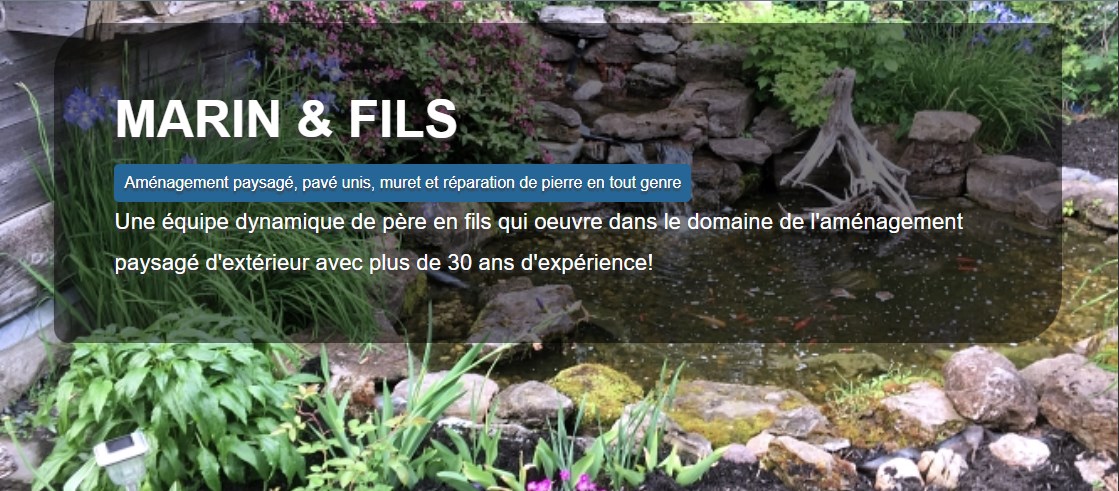 MARIN & FILS
Aménagement paysagé, pavé unis, muret et réparation de pierre en tout genre
Une équipe dynamique de père en fils qui oeuvre dans le domaine de l'aménagement
paysagé d'extérieur avec plus de 30 ans d'expérience!